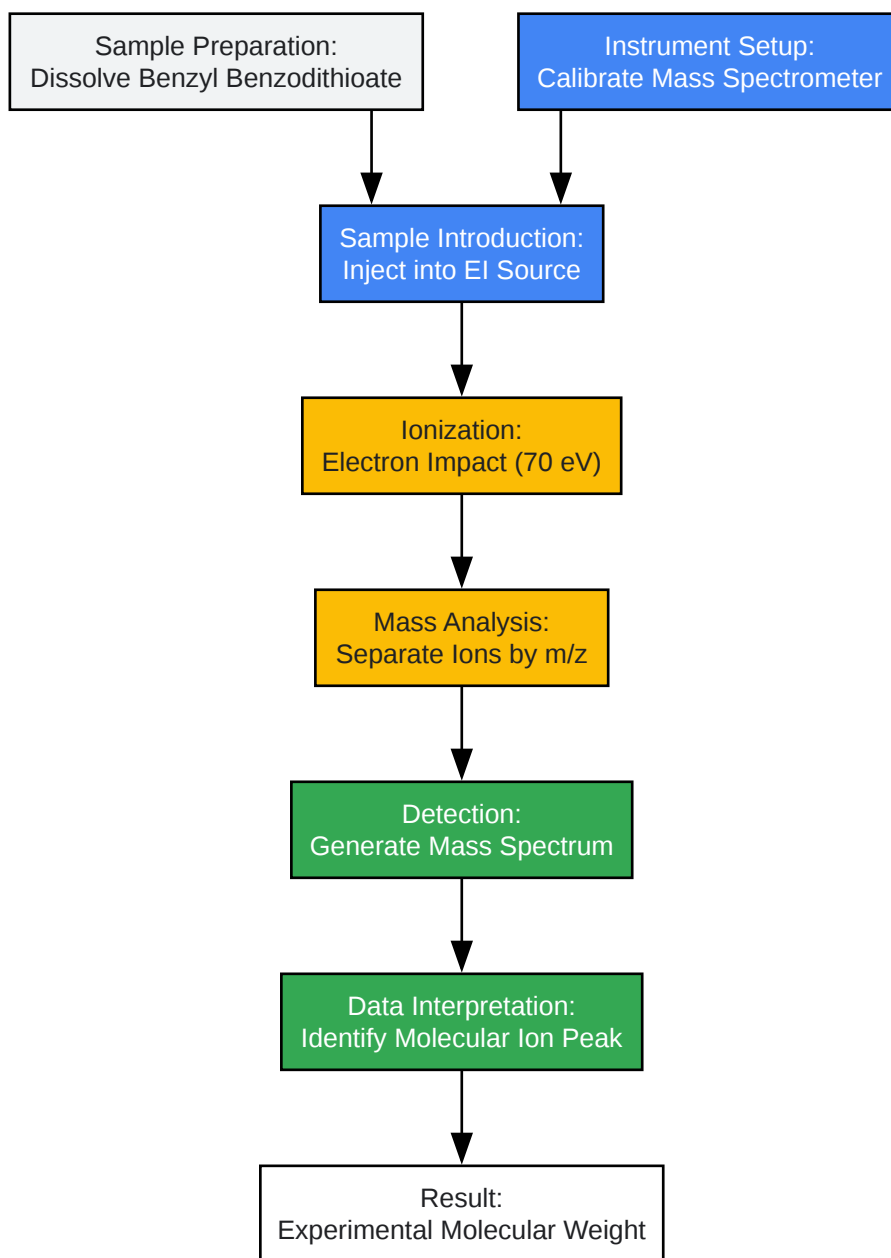 Sample Preparation:
Dissolve Benzyl Benzodithioate
Instrument Setup:
Calibrate Mass Spectrometer
Sample Introduction:
Inject into EI Source
Ionization:
Electron Impact (70 eV)
Mass Analysis:
Separate Ions by m/z
Detection:
Generate Mass Spectrum
Data Interpretation:
Identify Molecular Ion Peak
Result:
Experimental Molecular Weight